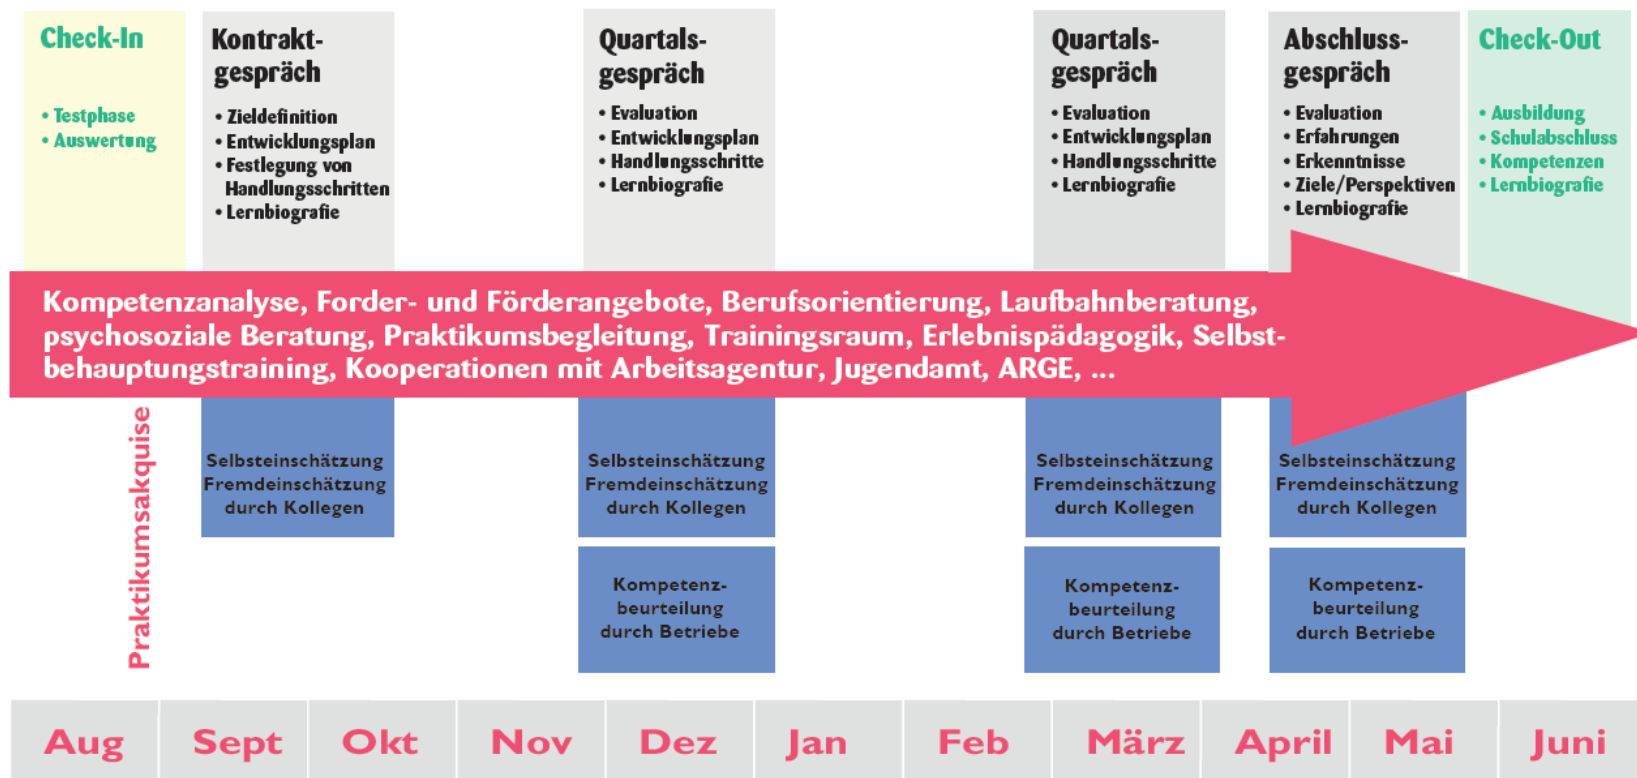 Check-In
• Testphase
• Auswertung
Kontrakt-
gespräch
• Zieldefinition
• Entwicklungsplan
• Festlegung von
Handlungsschritten
• Lernbiografie
Quartals-
gespräch
• Evaluation
• Entwicklungsplan
• Handlungsschritte
• Lernbiografie
Quartals-
gespräch
• Evaluation
• Entwicklungsplan
• Handlungsschritte
• Lernbiografie
Abschluss-
gespräch
• Evaluation
• Erfahrungen
• Erkenntnisse
• Ziele/Perspektiven
• Lernbiografie
Check-Out
• Ausbildung
• Schulabschluss
• Kompetenzen
• Lernbiografie
Kompetenzanalyse, Forder- und Förderangebote, Berufsorientierung, Laufbahnberatung,
psychosoziale Beratung, Praktikumsbegleitung, Trainingsraum, Erlebnispädagogik, Selbst-
behauptungstraining, Kooperationen mit Arbeitsagentur, Jugendamt, ARGE, ...
Praktikumsakquise
Selbsteinschätzung
Fremdeinschätzung
durch Kollegen
Selbsteinschätzung
Fremdeinschätzung
durch Kollegen
Kompetenz-
beurteilung
durch Betriebe
Selbsteinschätzung
Fremdeinschätzung
durch Kollegen
Kompetenz-
beurteilung
durch Betriebe
Selbsteinschätzung
Fremdeinschätzung
durch Kollegen
Kompetenz-
beurteilung
durch Betriebe
Aug Sept Okt Nov Dez Jan Feb März April Mai Juni